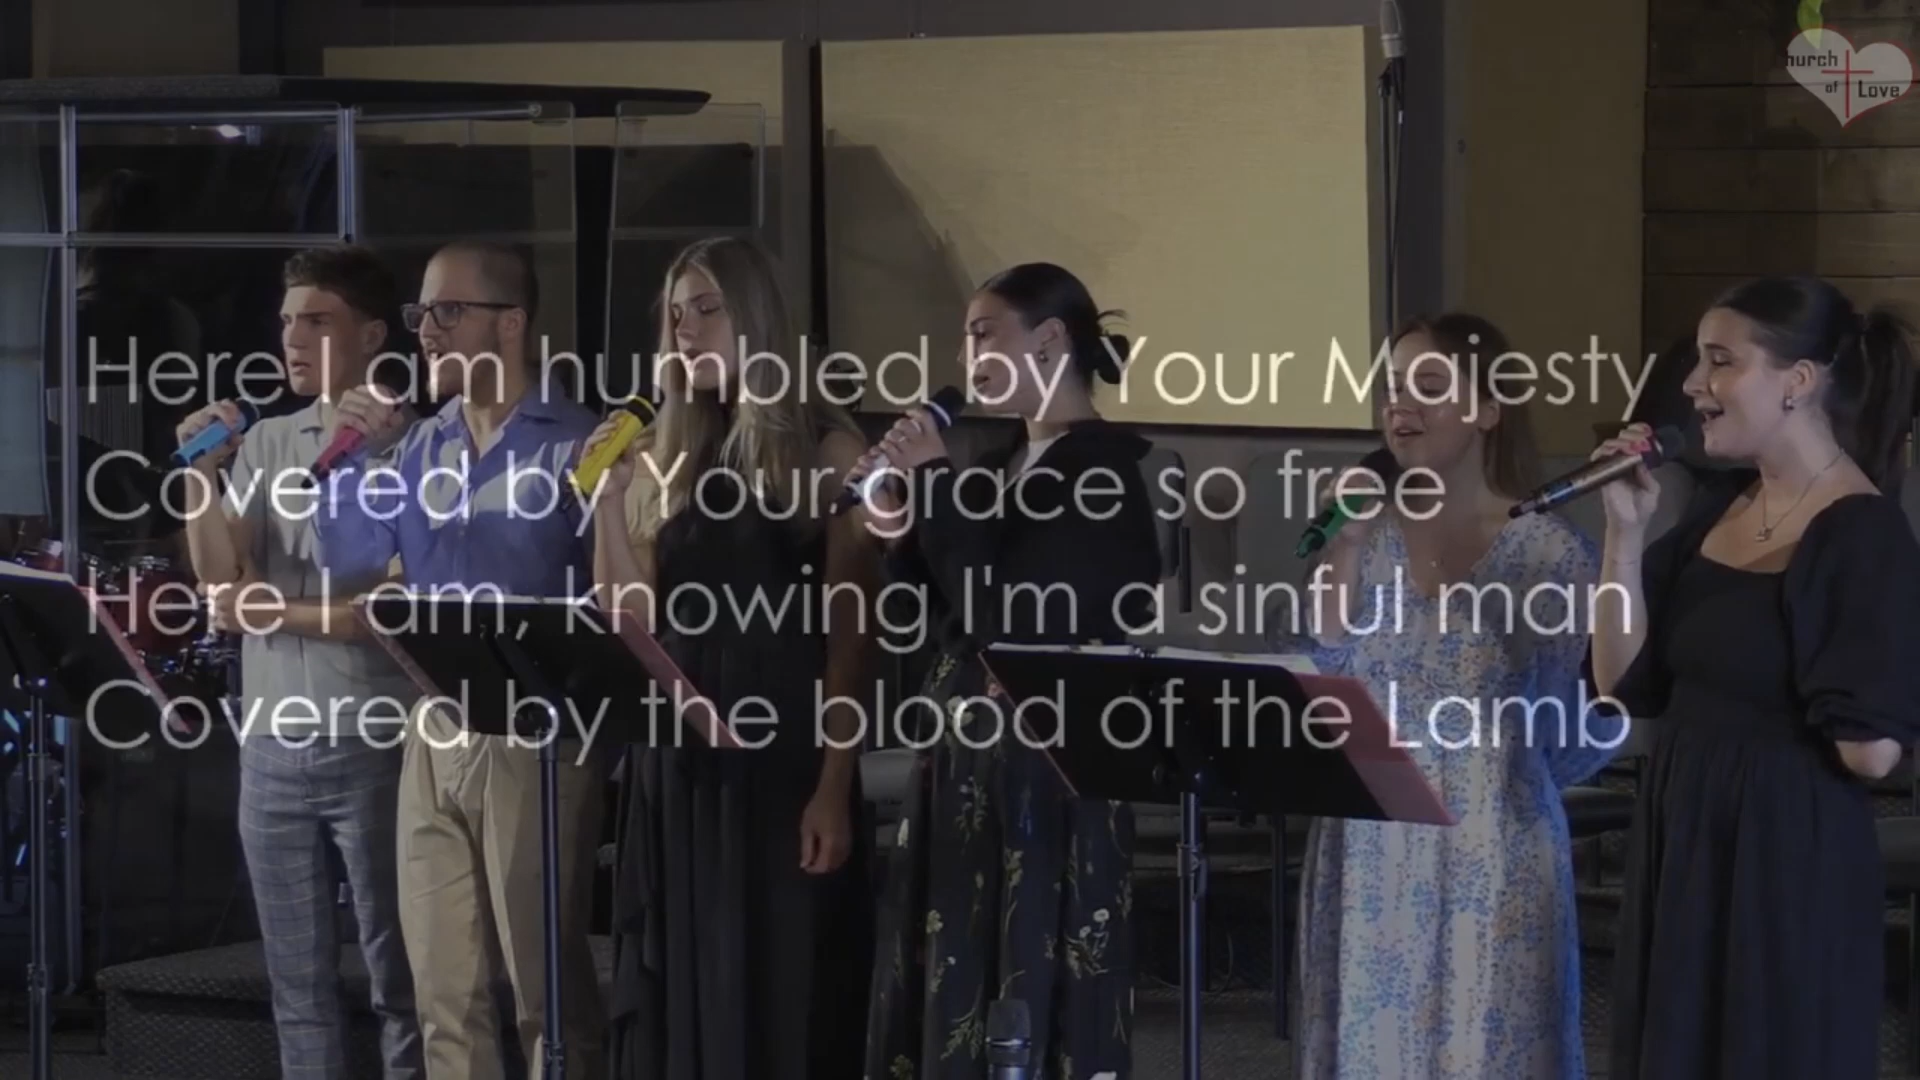 Church
of Love
Here I am humbled by Your Majesty
Covered by Your grace so free
Here I am, knowing I'm a sinful man
Covered by the blood of the Lamb